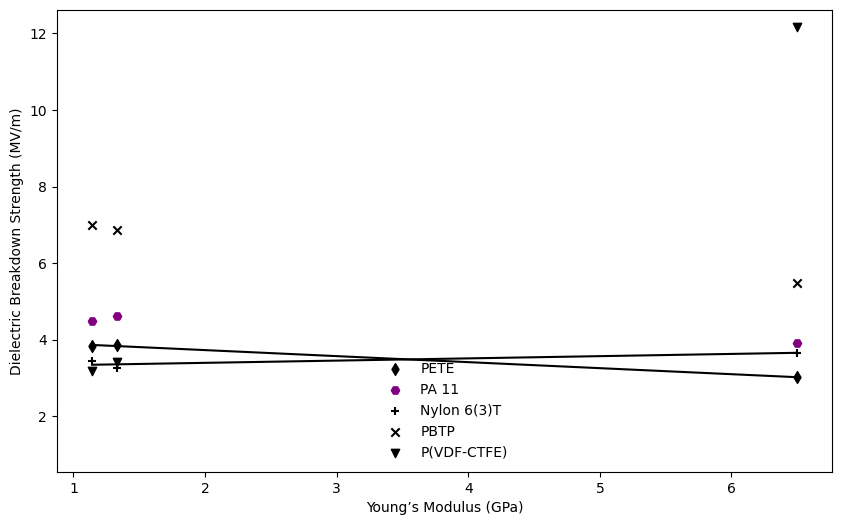 12
10
8
6
4
2
Dielectric Breakdown Strength (MV/m)
PETE
PA 11
Nylon 6(3)T
PBTP
P(VDF-CTFE)
1 2 3 4 5 6
Young’s Modulus (GPa)